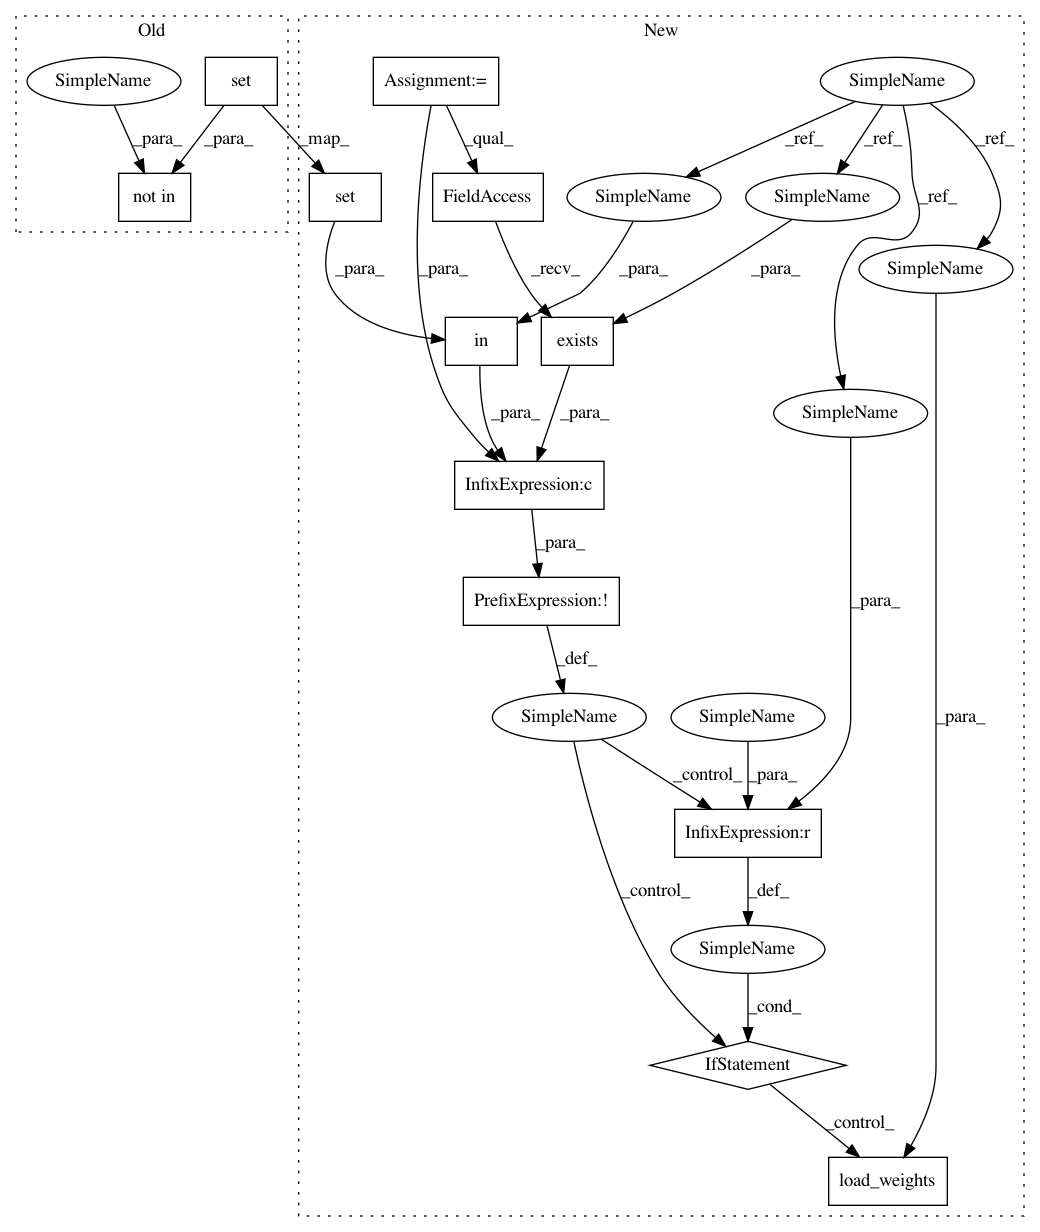 Old
New
SimpleName
set
Assignment:=
SimpleName
_para_
_para_
_map_
_qual_
_ref_
_ref_
_ref_
_ref_
not in
set
FieldAccess
SimpleName
SimpleName
SimpleName
_para_
_para_
_recv_
_para_
_para_
in
exists
SimpleName
_para_
_para_
InfixExpression:c
_para_
PrefixExpression:!
_para_
_def_
SimpleName
SimpleName
_para_
_control_
_para_
InfixExpression:r
_control_
_def_
SimpleName
_cond_
IfStatement
_control_
load_weights